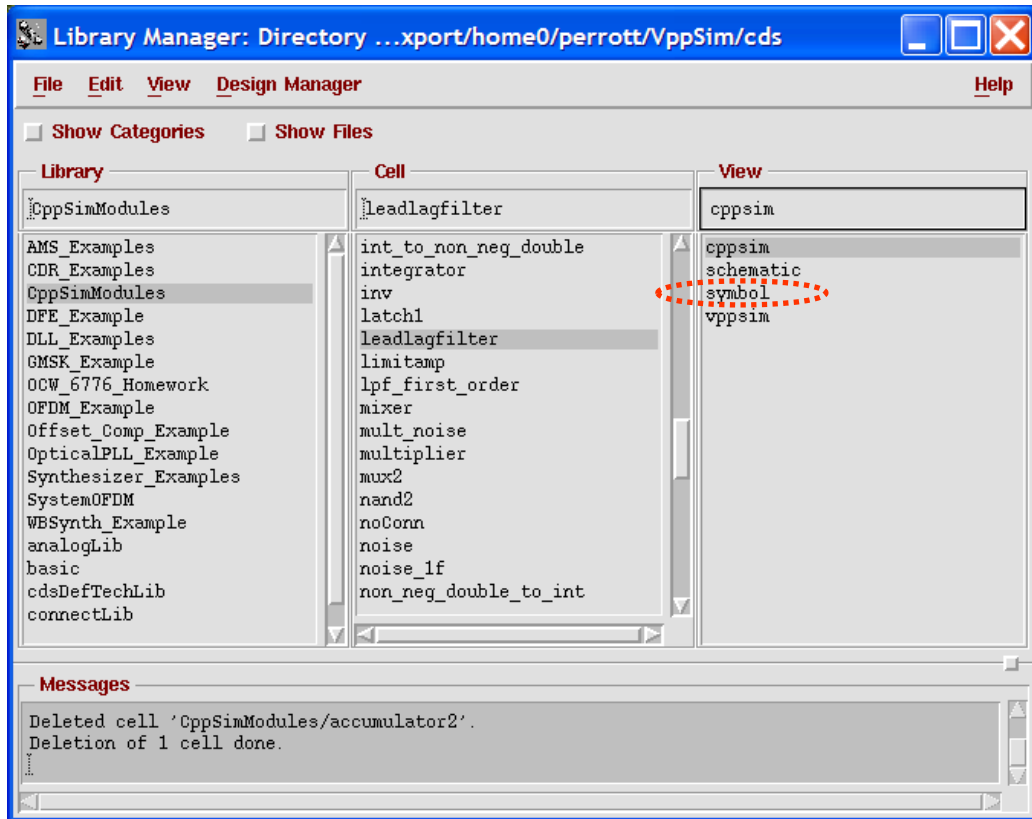 Library Manager: Directory ...xport/home0/perrott/VppSim/cds
File Edit View Design Manager Help
Show Categories Show Files
Library
CppSimModules
AMS_Examples
CDR_Examples
CppSimModules
DFE_Example
DLL_Examples
GMSK_Example
OCW_6776_Homework
OFDM_Example
Offset_Comp_Example
OpticalPLL_Example
Synthesizer_Examples
SystemOFDM
WBSynth_Example
analogLib
basic
cdsDefTechLib
connectLib
Cell
leadlagfilter
int_to_non_neg_double
integrator
inv
latch1
leadlagfilter
limitamp
lpf_first_order
mixer
mult_noise
multiplier
mux2
nand2
noConn
noise
noise_1f
non_neg_double_to_int
View
cppsim
cppsim
schematic
symbol
vppsim
Messages
Deleted cell 'CppSimModules/accumulator2'.
Deletion of 1 cell done.